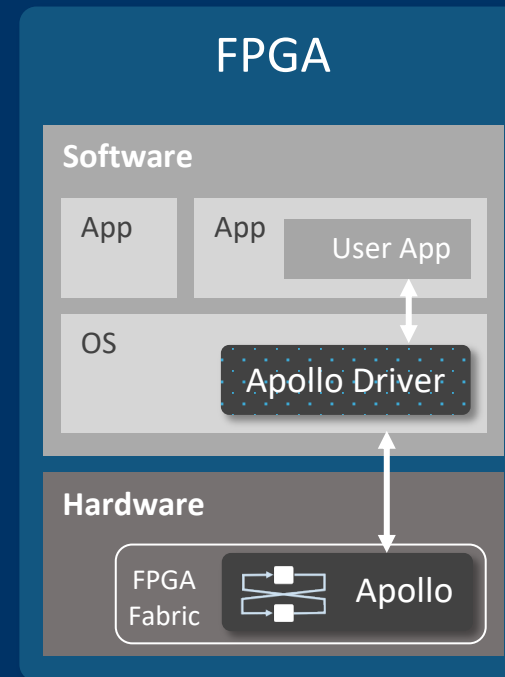 FPGA
Software
App
App
User App
OS
Apollo Driver
Hardware
FPGA
Fabric
Apollo